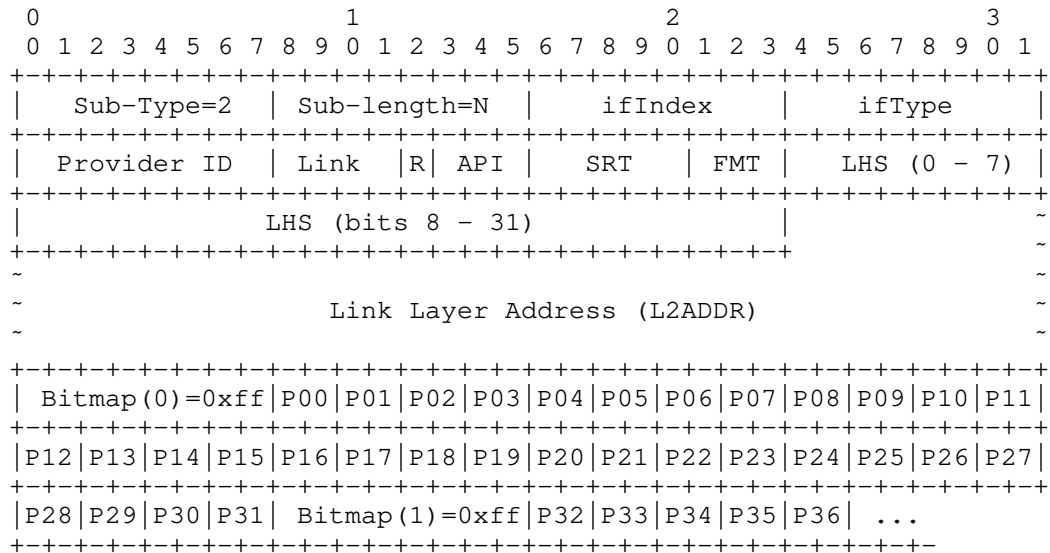 0                   1                   2                   3
 0 1 2 3 4 5 6 7 8 9 0 1 2 3 4 5 6 7 8 9 0 1 2 3 4 5 6 7 8 9 0 1
+-+-+-+-+-+-+-+-+-+-+-+-+-+-+-+-+-+-+-+-+-+-+-+-+-+-+-+-+-+-+-+-+
|   Sub-Type=2  | Sub-length=N  |    ifIndex    |    ifType     |
+-+-+-+-+-+-+-+-+-+-+-+-+-+-+-+-+-+-+-+-+-+-+-+-+-+-+-+-+-+-+-+-+
|  Provider ID  | Link  |R| API |   SRT   | FMT |   LHS (0 - 7) |
+-+-+-+-+-+-+-+-+-+-+-+-+-+-+-+-+-+-+-+-+-+-+-+-+-+-+-+-+-+-+-+-+
|               LHS (bits 8 - 31)               |               ~
+-+-+-+-+-+-+-+-+-+-+-+-+-+-+-+-+-+-+-+-+-+-+-+-+               ~
~                                                               ~
~                   Link Layer Address (L2ADDR)                 ~
~                                                               ~
+-+-+-+-+-+-+-+-+-+-+-+-+-+-+-+-+-+-+-+-+-+-+-+-+-+-+-+-+-+-+-+-+
| Bitmap(0)=0xff|P00|P01|P02|P03|P04|P05|P06|P07|P08|P09|P10|P11|
+-+-+-+-+-+-+-+-+-+-+-+-+-+-+-+-+-+-+-+-+-+-+-+-+-+-+-+-+-+-+-+-+
|P12|P13|P14|P15|P16|P17|P18|P19|P20|P21|P22|P23|P24|P25|P26|P27|
+-+-+-+-+-+-+-+-+-+-+-+-+-+-+-+-+-+-+-+-+-+-+-+-+-+-+-+-+-+-+-+-+
|P28|P29|P30|P31| Bitmap(1)=0xff|P32|P33|P34|P35|P36| ...
+-+-+-+-+-+-+-+-+-+-+-+-+-+-+-+-+-+-+-+-+-+-+-+-+-+-+-+-+-